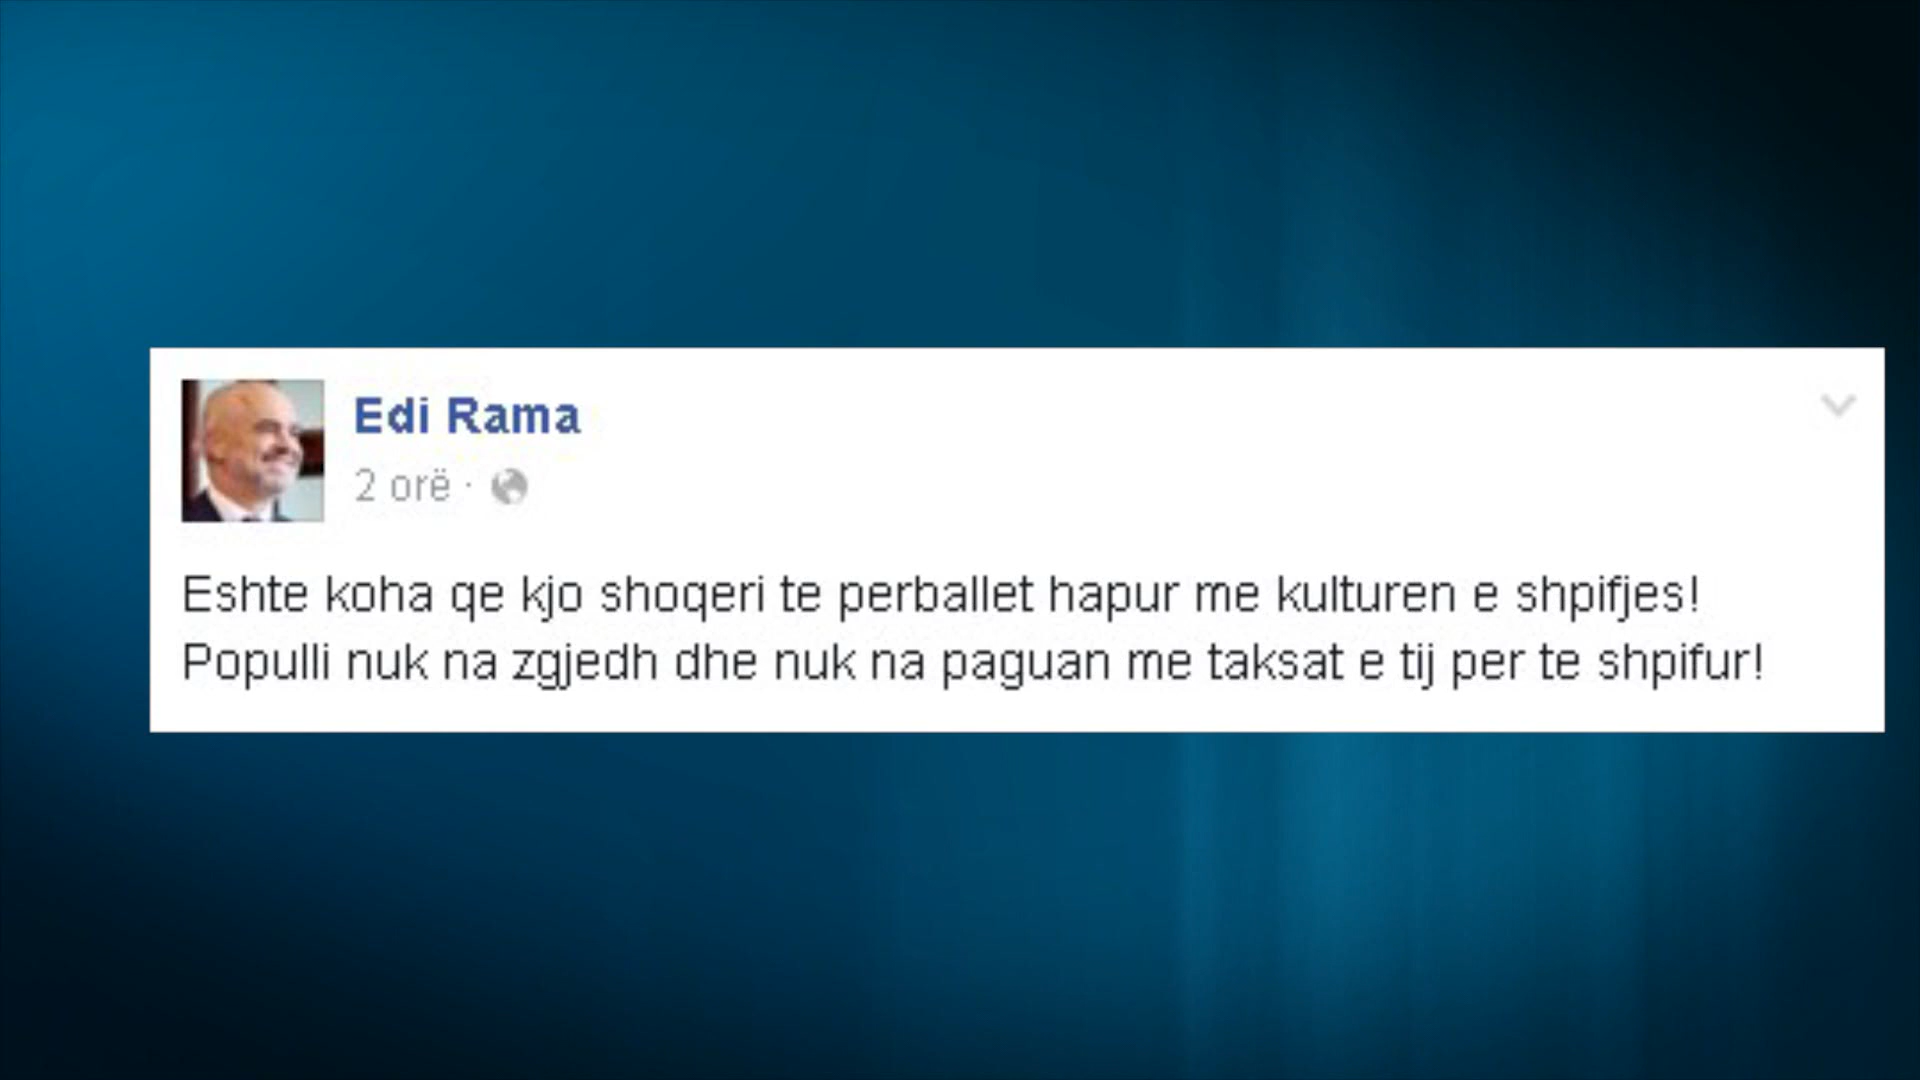 Edi Rama
2 orë ·
Eshte koha qe kjo shoqeri te perballet hapur me kulturen e shpifjes!
Populli nuk na zgjedh dhe nuk na paguan me taksat e tij per te shpifur!